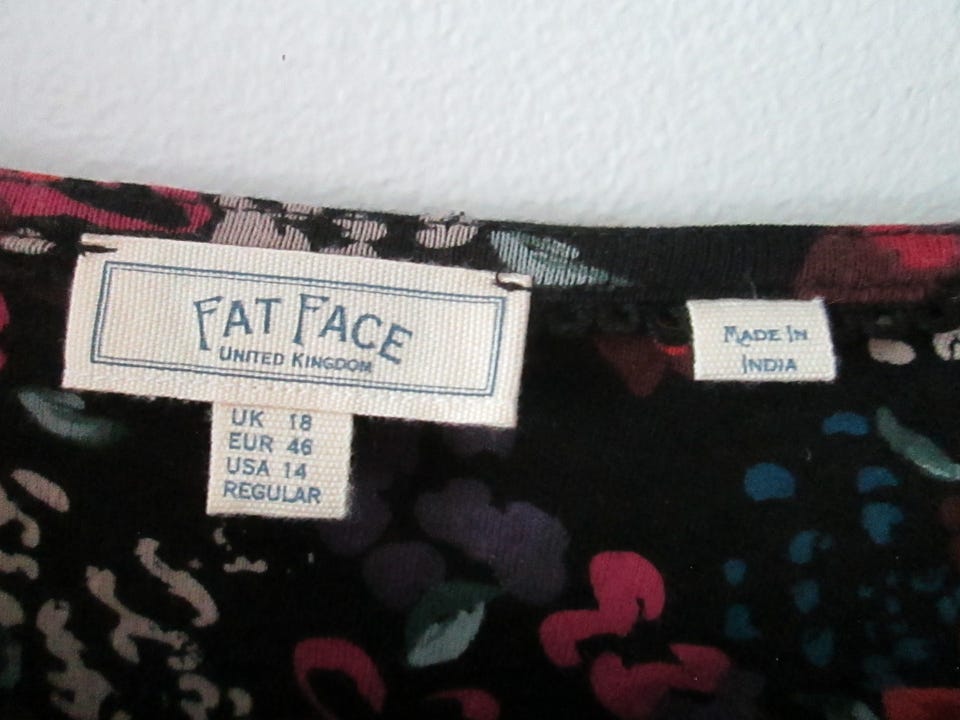 FAT FACE
UNITED KINGDOM
UK 18
EUR 46
USA 14
REGULAR
MADE IN
INDIA